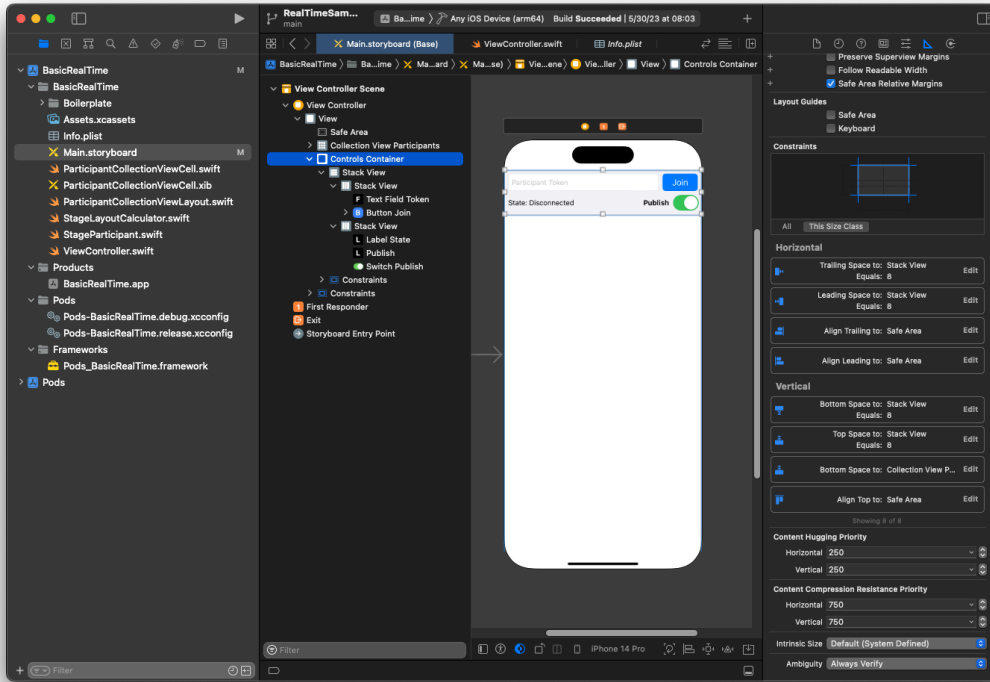 RealTimeSam...
main
Ba...ime
Any iOS Device (arm64)
Build Succeeded | 5/30/23 at 08:03
Main.storyboard (Base)
ViewController.swift
Info.plist
BasicRealTime
Ba...ime
Ma...ard
Ma...se)
Vi...ene)
Vi...ller
View
Controls Container
BasicRealTime
M
BasicRealTime
Boilerplate
Assets.xcassets
Info.plist
Main.storyboard
M
ParticipantCollectionViewCell.swift
ParticipantCollectionViewCell.xib
ParticipantCollectionViewLayout.swift
StageLayoutCalculator.swift
StageParticipant.swift
ViewController.swift
Products
BasicRealTime.app
Pods
Pods-BasicRealTime.debug.xcconfig
Pods-BasicRealTime.release.xcconfig
Frameworks
Pods_BasicRealTime.framework
Pods
Filter
View Controller Scene
View Controller
View
Safe Area
Collection View Participants
Controls Container
Stack View
Stack View
F Text Field Token
B Button Join
Stack View
L Label State
L Publish
Switch Publish
Constraints
Constraints
1 First Responder
Exit
Storyboard Entry Point
Filter
Participant Token
Join
State: Disconnected
Publish
iPhone 14 Pro
Preserve Superview Margins
Follow Readable Width
Safe Area Relative Margins
Layout Guides
Safe Area
Keyboard
Constraints
All
This Size Class
Horizontal
Trailing Space to: Stack View
Equals: 8
Edit
Leading Space to: Stack View
Equals: 8
Edit
Align Trailing to: Safe Area
Edit
Align Leading to: Safe Area
Edit
Vertical
Bottom Space to: Stack View
Equals: 8
Edit
Top Space to: Stack View
Equals: 8
Edit
Bottom Space to: Collection View P...
Edit
Align Top to: Safe Area
Edit
Showing 8 of 8
Content Hugging Priority
Horizontal 250
Vertical 250
Content Compression Resistance Priority
Horizontal 750
Vertical 750
Intrinsic Size Default (System Defined)
Ambiguity Always Verify